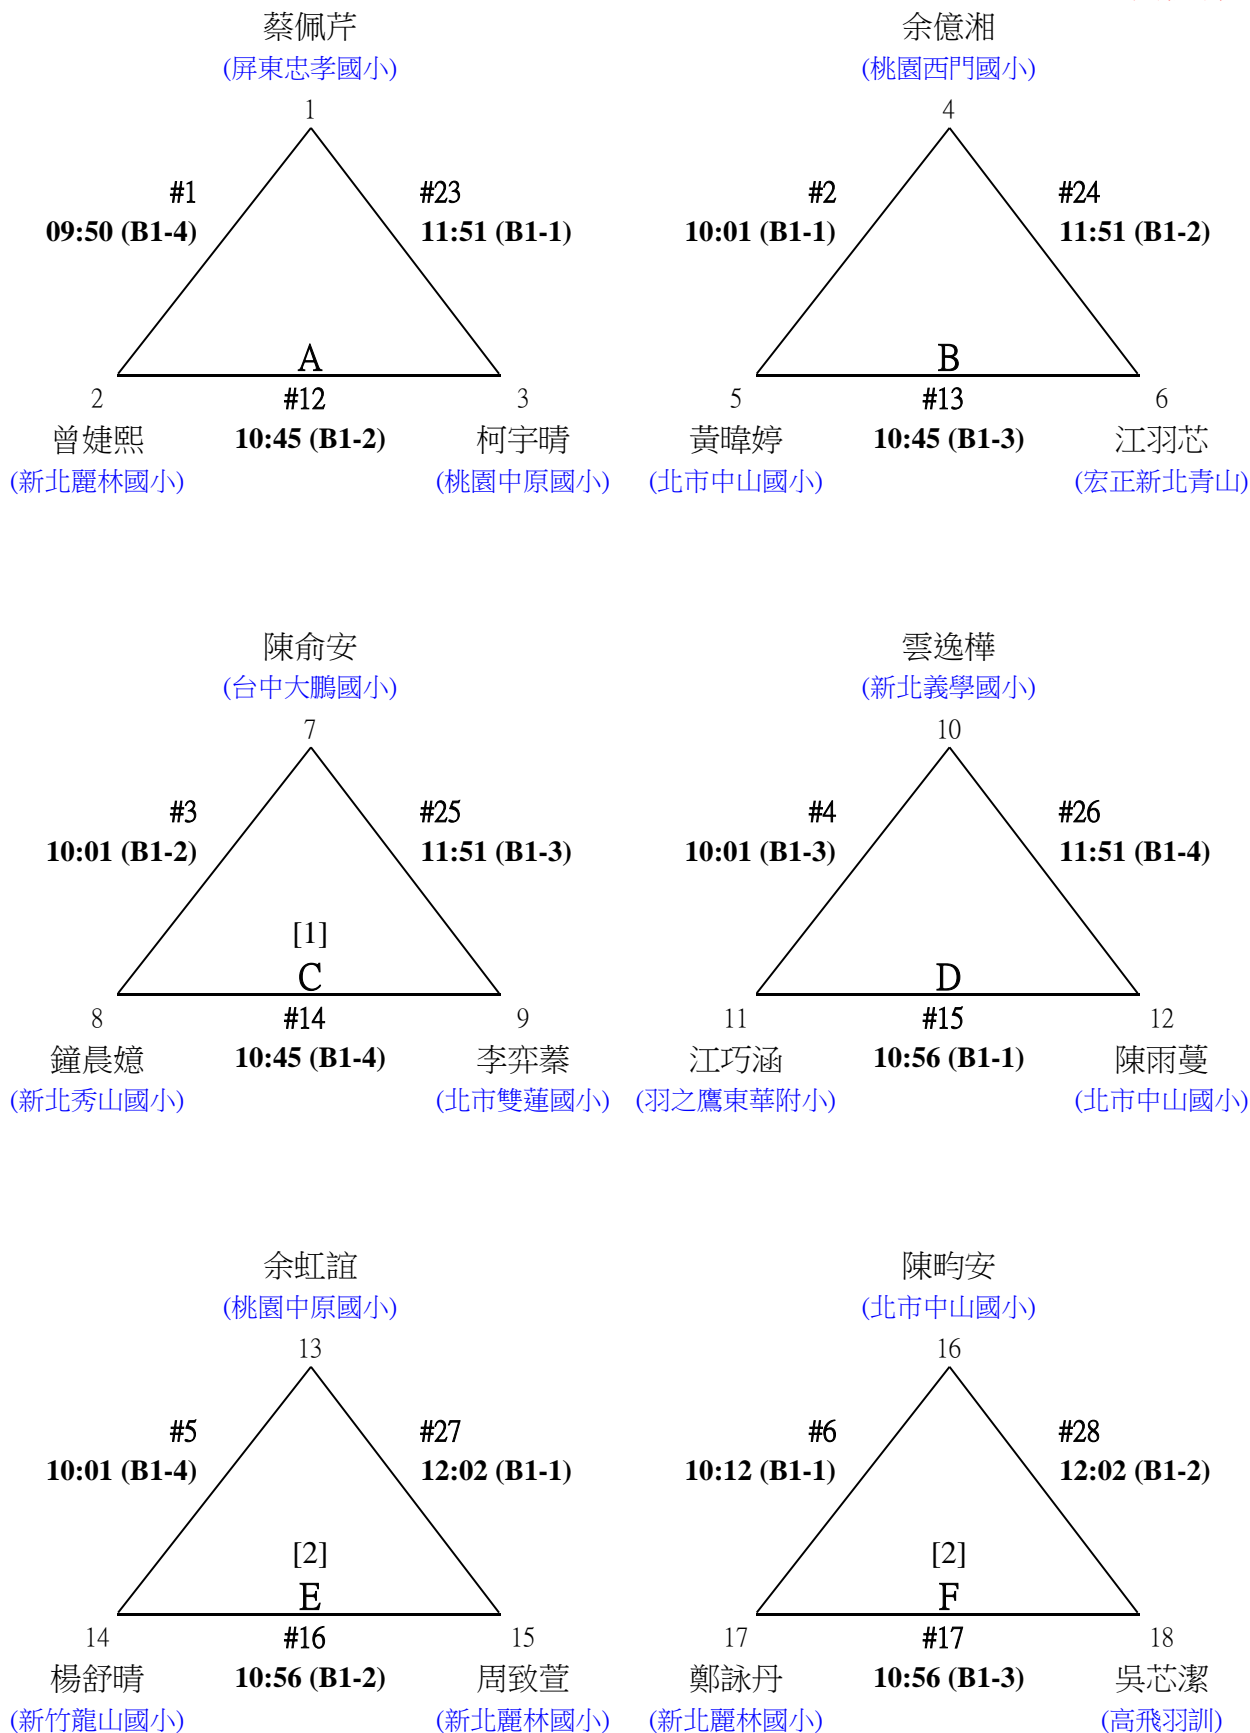 蔡佩芹
(屏東忠孝國小)
1
#1
09:50 (B1-4)
#23
11:51 (B1-1)
A
#12
10:45 (B1-2)
2
曾婕熙
(新北麗林國小)
3
柯宇晴
(桃園中原國小)
余億湘
(桃園西門國小)
4
#2
10:01 (B1-1)
#24
11:51 (B1-2)
B
#13
10:45 (B1-3)
5
黃暐婷
(北市中山國小)
6
江羽芯
(宏正新北青山)
陳俞安
(台中大鵬國小)
7
#3
10:01 (B1-2)
#25
11:51 (B1-3)
[1]
C
#14
10:45 (B1-4)
8
鐘晨嬑
(新北秀山國小)
9
李弈蓁
(北市雙蓮國小)
雲逸樺
(新北義學國小)
10
#4
10:01 (B1-3)
#26
11:51 (B1-4)
D
#15
10:56 (B1-1)
11
江巧涵
(羽之鷹東華附小)
12
陳雨蔓
(北市中山國小)
余虹誼
(桃園中原國小)
13
#5
10:01 (B1-4)
#27
12:02 (B1-1)
[2]
E
#16
10:56 (B1-2)
14
楊舒晴
(新竹龍山國小)
15
周致萱
(新北麗林國小)
陳畇安
(北市中山國小)
16
#6
10:12 (B1-1)
#28
12:02 (B1-2)
[2]
F
#17
10:56 (B1-3)
17
鄭詠丹
(新北麗林國小)
18
吳芯潔
(高飛羽訓)